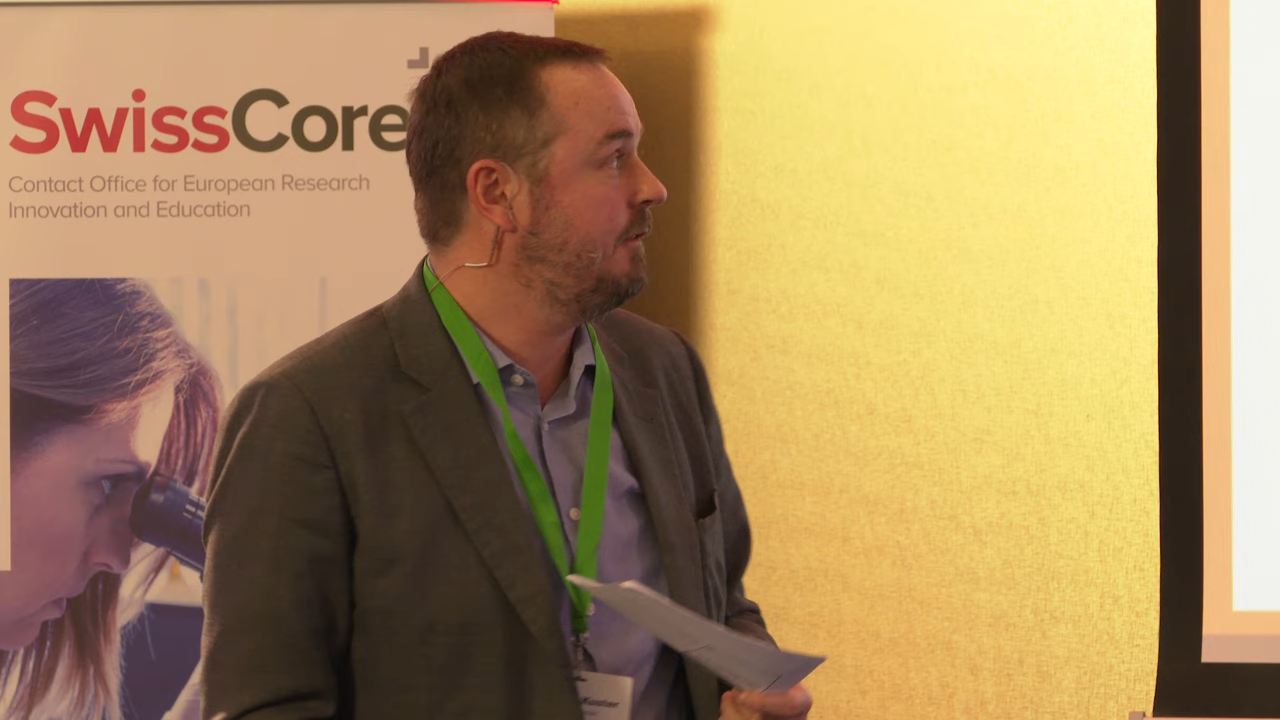 SwissCore
Contact Office for European Research
Innovation and Education